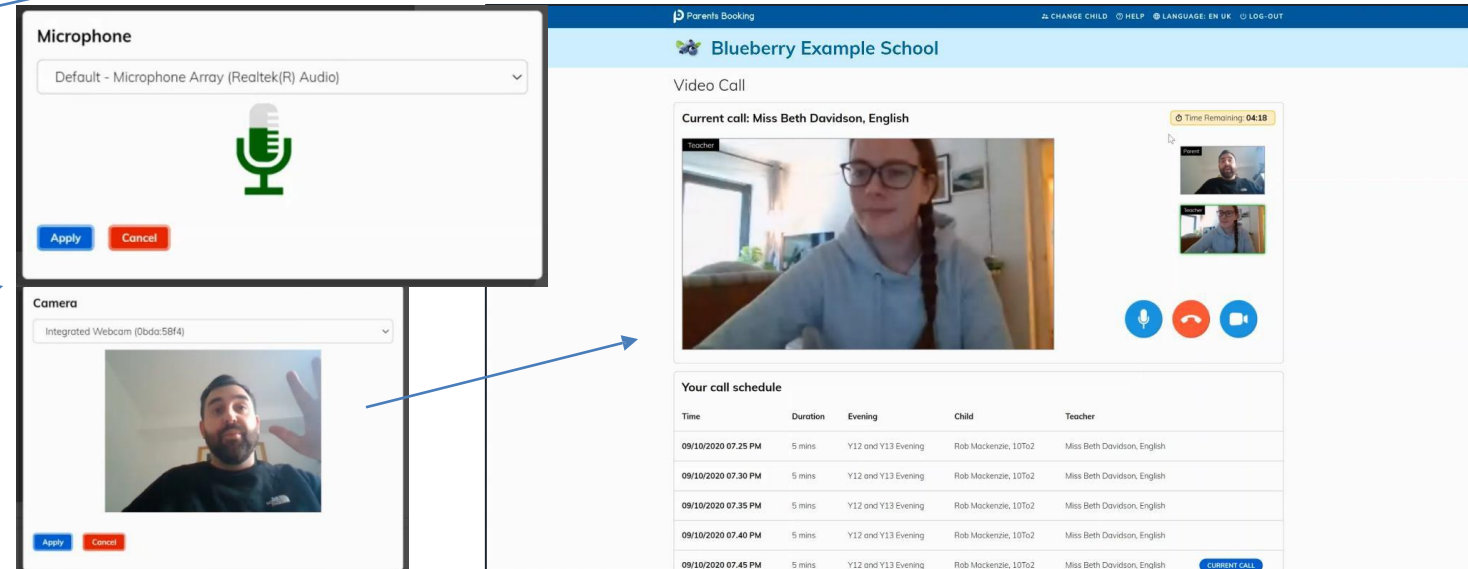 Microphone
Default - Microphone Array (Realtek(R) Audio)
Apply Cancel
Camera
Integrated Webcam (0bda:58f4)
Apply Cancel
Parents Booking
CHANGE CHILD HELP LANGUAGE: EN UK LOG-OUT
Blueberry Example School
Video Call
Current call: Miss Beth Davidson, English
Time Remaining: 04:18
Teacher
Parent
Teacher
Your call schedule
Time Duration Evening Child Teacher
09/10/2020 07.25 PM 5 mins Y12 and Y13 Evening Rob Mackenzie, 10To2 Miss Beth Davidson, English
09/10/2020 07.30 PM 5 mins Y12 and Y13 Evening Rob Mackenzie, 10To2 Miss Beth Davidson, English
09/10/2020 07.35 PM 5 mins Y12 and Y13 Evening Rob Mackenzie, 10To2 Miss Beth Davidson, English
09/10/2020 07.40 PM 5 mins Y12 and Y13 Evening Rob Mackenzie, 10To2 Miss Beth Davidson, English
09/10/2020 07.45 PM 5 mins Y12 and Y13 Evening Rob Mackenzie, 10To2 Miss Beth Davidson, English CURRENT CALL